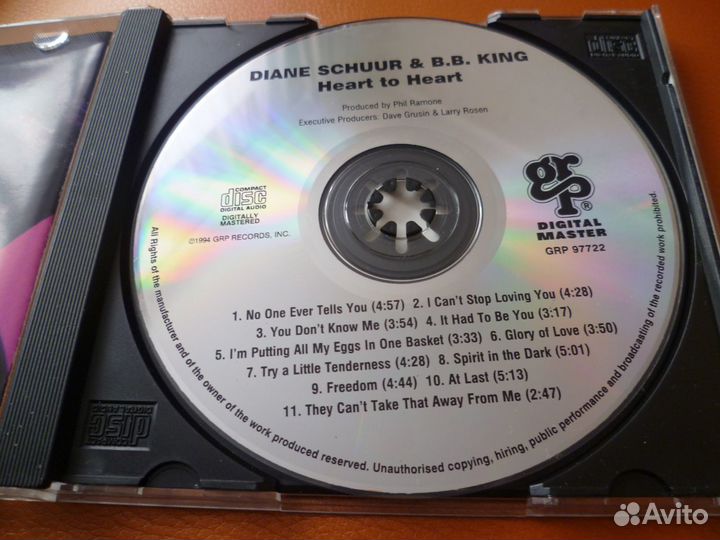 DIANE SCHUUR & B.B. KING
Heart to Heart
Produced by Phil Ramone
Executive Producers: Dave Grusin & Larry Rosen
COMPACT
disc
DIGITAL AUDIO
DIGITALLY
MASTERED
©1994 GRP RECORDS, INC.
grp®
DIGITAL
MASTER
GRP 97722
1. No One Ever Tells You (4:57) 2. I Can't Stop Loving You (4:28)
3. You Don't Know Me (3:54) 4. It Had To Be You (3:17)
5. I'm Putting All My Eggs In One Basket (3:33) 6. Glory of Love (3:50)
7. Try a Little Tenderness (4:28) 8. Spirit in the Dark (5:01)
9. Freedom (4:44) 10. At Last (5:13)
11. They Can't Take That Away From Me (2:47)
All Rights of the manufacturer and of the owner of the work produced reserved. Unauthorised copying, hiring, public performance and broadcasting of the recorded work prohibited.
COMPACT
disc
DIGITAL AUDIO
disc
Avito